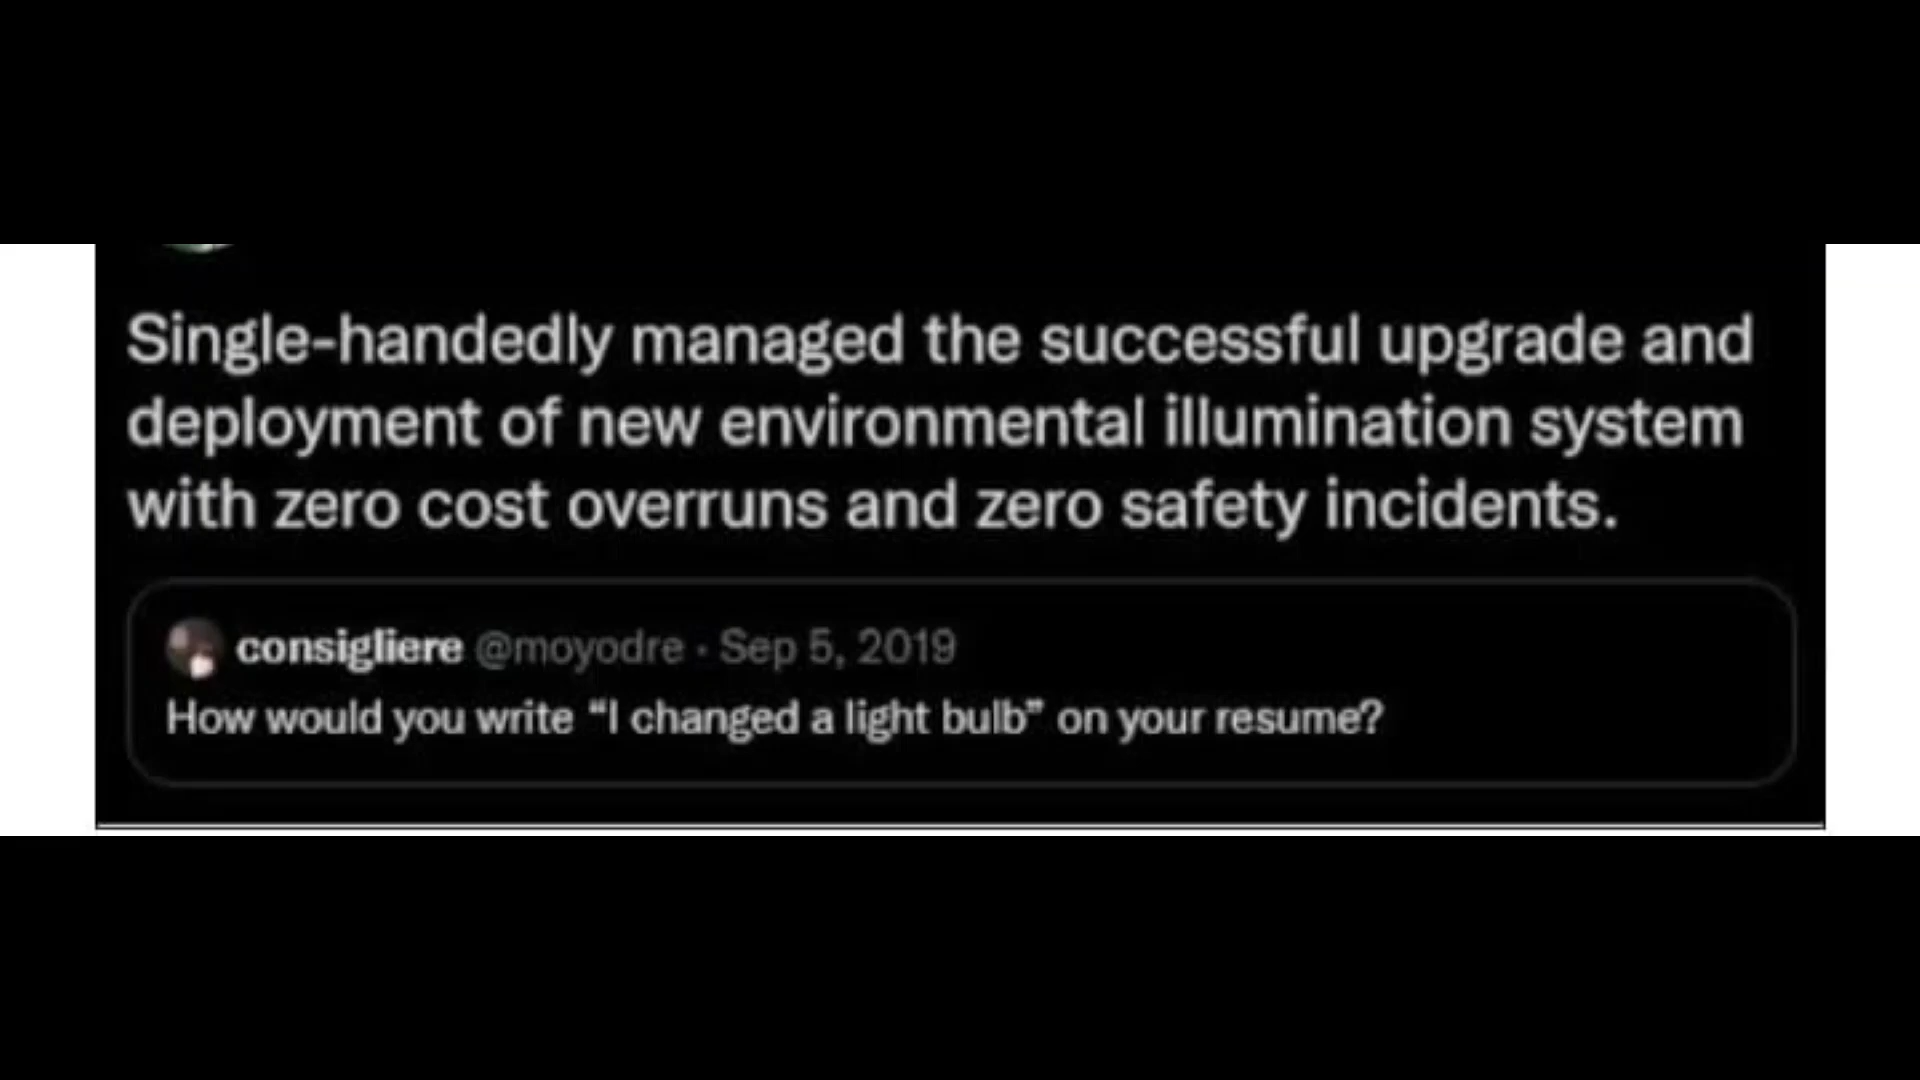 Single-handedly managed the successful upgrade and
deployment of new environmental illumination system
with zero cost overruns and zero safety incidents.
consigliere @moyodre · Sep 5, 2019
How would you write “I changed a light bulb” on your resume?